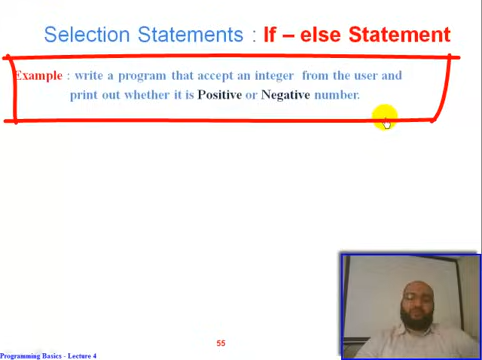 Selection Statements : If – else Statement
Example : write a program that accept an integer from the user and
print out whether it is Positive or Negative number.
55
Programming Basics - Lecture 4